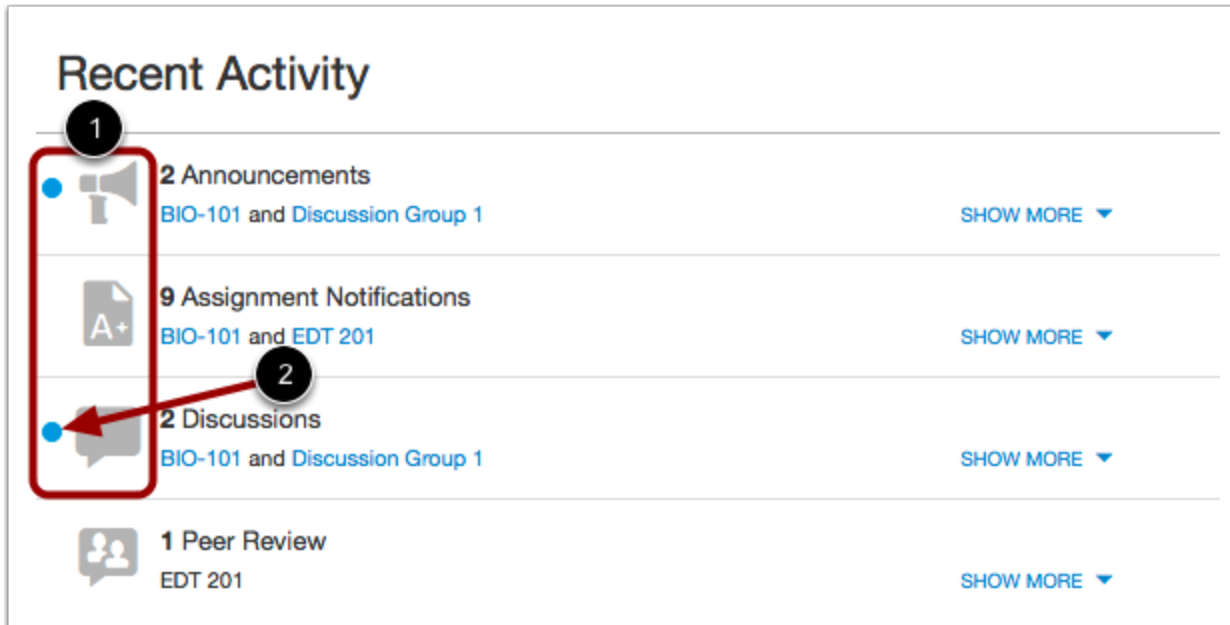 Recent Activity
1
2 Announcements
BIO-101 and Discussion Group 1 SHOW MORE
A+
9 Assignment Notifications
BIO-101 and EDT 201 SHOW MORE
2
2 Discussions
BIO-101 and Discussion Group 1 SHOW MORE
1 Peer Review
EDT 201 SHOW MORE